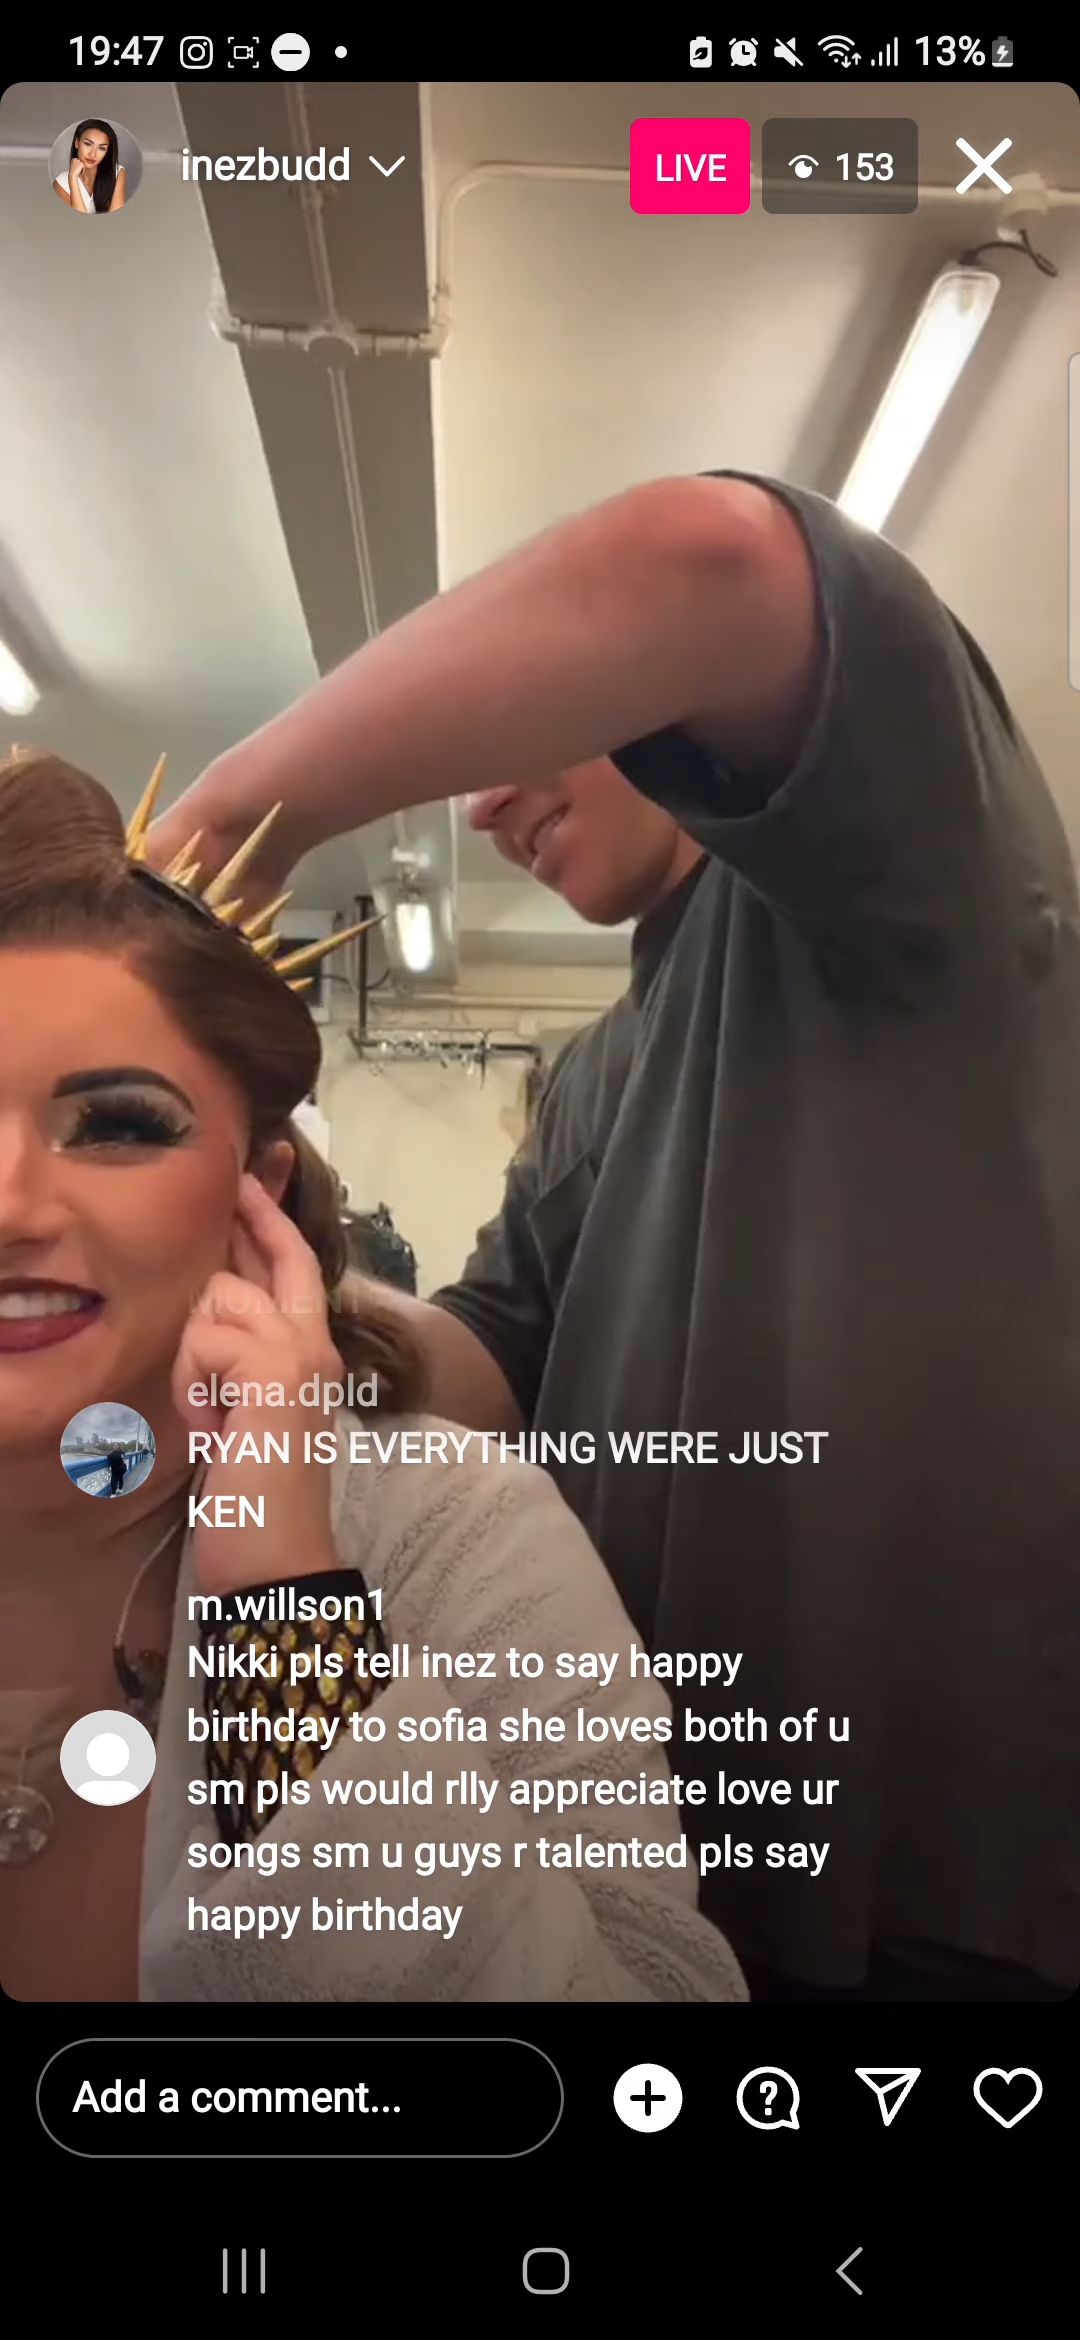 19:47
13%
inezbudd
LIVE
153
MOMENT
elena.dpld
RYAN IS EVERYTHING WERE JUST
KEN
m.willson1
Nikki pls tell inez to say happy
birthday to sofia she loves both of u
sm pls would rlly appreciate love ur
songs sm u guys r talented pls say
happy birthday
Add a comment...